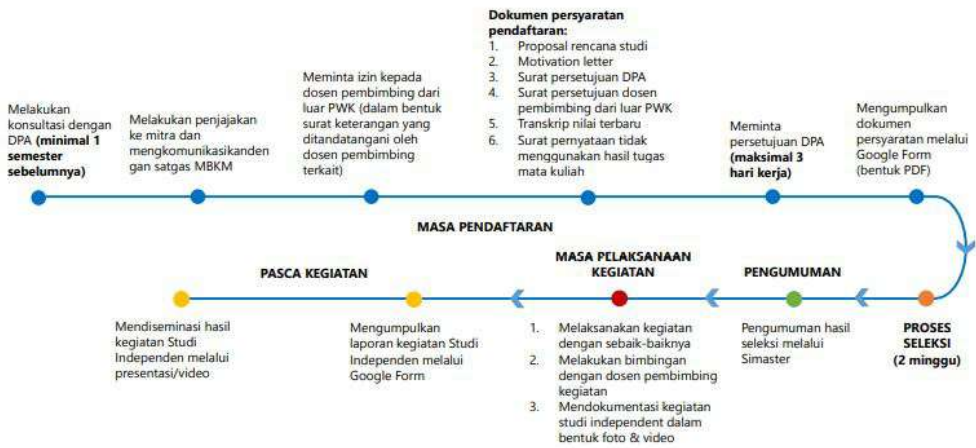 Melakukan
konsultasi dengan
DPA (minimal 1
semester
sebelumnya)
Melakukan penjajakan
ke mitra dan
mengkomunikasikanden
gan satgas MBKM
Meminta izin kepada
dosen pembimbing dari
luar PWK (dalam bentuk
surat keterangan yang
ditandatangani oleh
dosen pembimbing
terkait)
Dokumen persyaratan
pendaftaran:
1. Proposal rencana studi
2. Motivation letter
3. Surat persetujuan DPA
4. Surat persetujuan dosen
pembimbing dari luar PWK
5. Transkrip nilai terbaru
6. Surat pernyataan tidak
menggunakan hasil tugas
mata kuliah
Meminta
persetujuan DPA
(maksimal 3
hari kerja)
Mengumpulkan
dokumen
persyaratan melalui
Google Form
(bentuk PDF)
MASA PENDAFTARAN
PROSES
SELEKSI
(2 minggu)
PENGUMUMAN
Pengumuman hasil
seleksi melalui
Simaster
MASA PELAKSANAAN
KEGIATAN
1. Melaksanakan kegiatan
dengan sebaik-baiknya
2. Melakukan bimbingan
dengan dosen pembimbing
kegiatan
3. Mendokumentasi kegiatan
studi independent dalam
bentuk foto & video
PASCA KEGIATAN
Mengumpulkan
laporan kegiatan Studi
Independen melalui
Google Form
Mendiseminasi hasil
kegiatan Studi
Independen melalui
presentasi/video